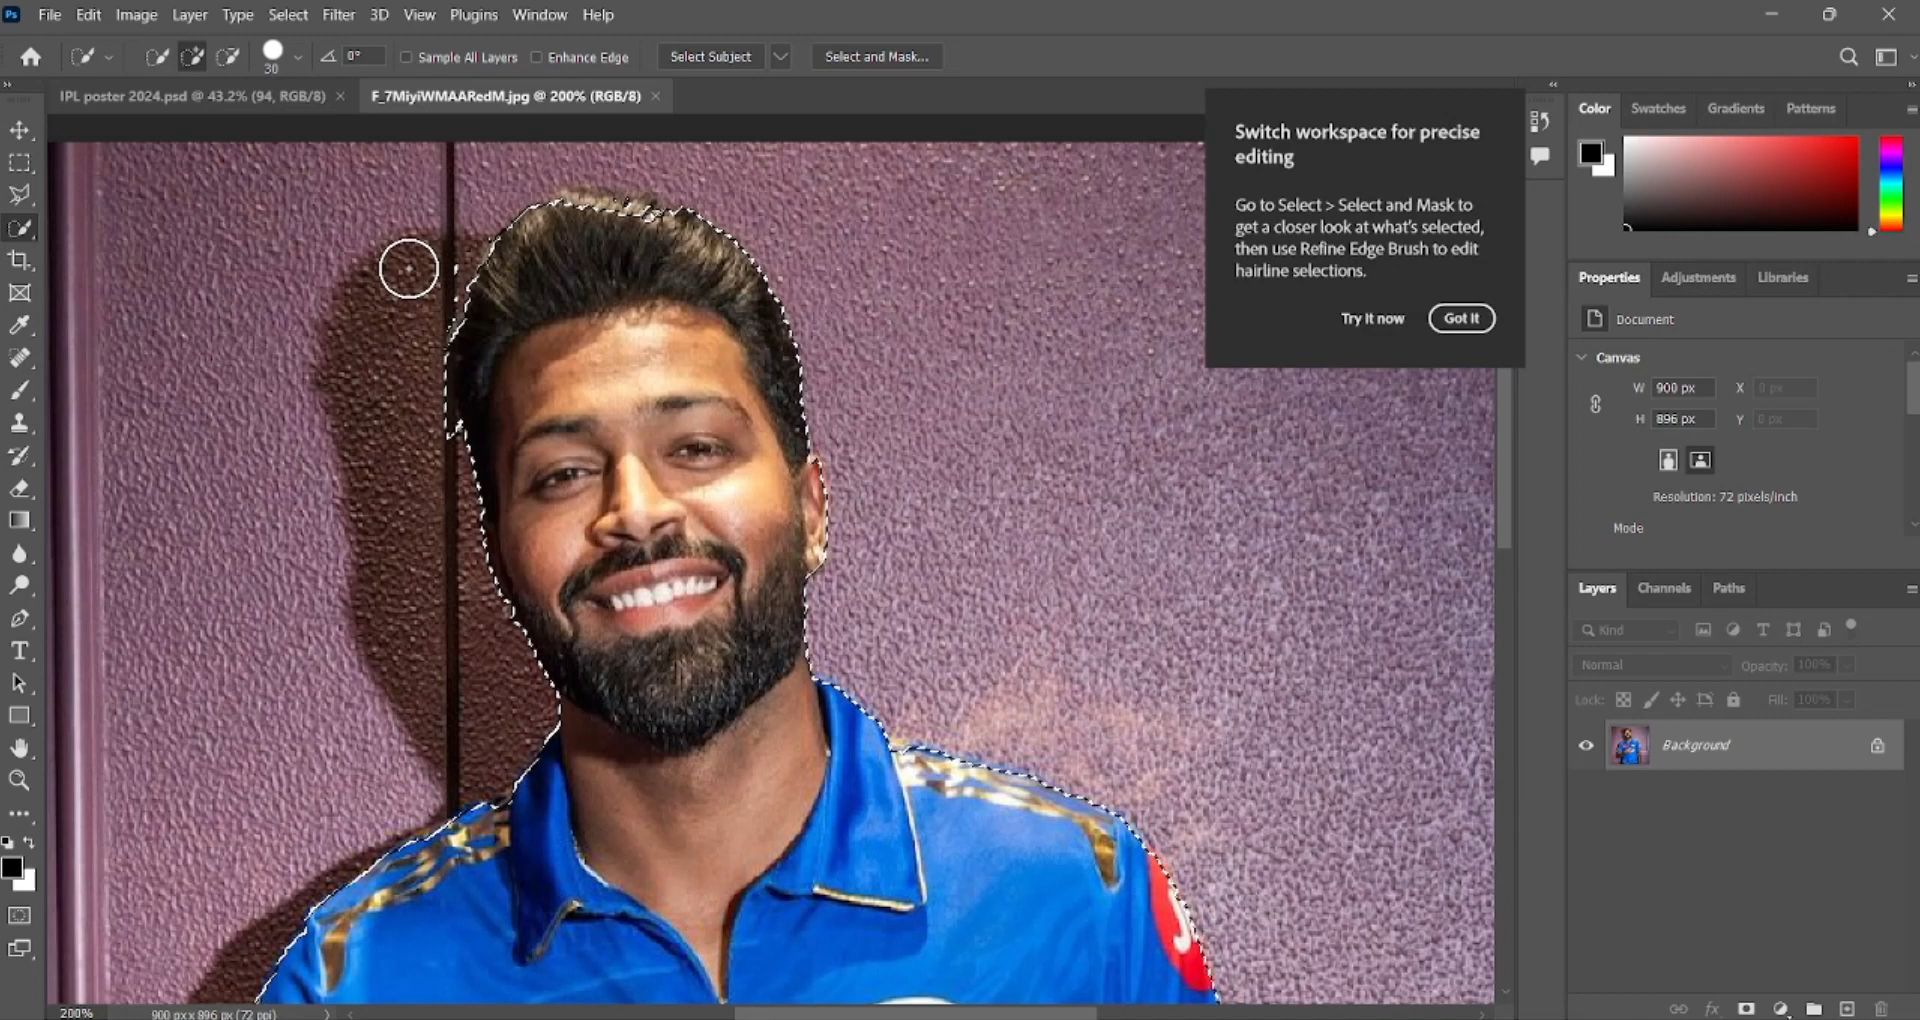 Ps File Edit Image Layer Type Select Filter 3D View Plugins Window Help
30 0° Sample All Layers Enhance Edge Select Subject Select and Mask...
IPL poster 2024.psd @ 43.2% (94, RGB/8) × F_7MiyiWMAARedM.jpg @ 200% (RGB/8) ×
Switch workspace for precise
editing
Go to Select > Select and Mask to
get a closer look at what's selected,
then use Refine Edge Brush to edit
hairline selections.
Try it now Got it
Color Swatches Gradients Patterns
Properties Adjustments Libraries
Document
Canvas
W 900 px X 0 px
H 896 px Y 0 px
Resolution: 72 pixels/inch
Mode
Layers Channels Paths
Kind
Normal Opacity: 100%
Lock: Fill: 100%
Background
fx
200% 900 px x 896 px (72 ppi)